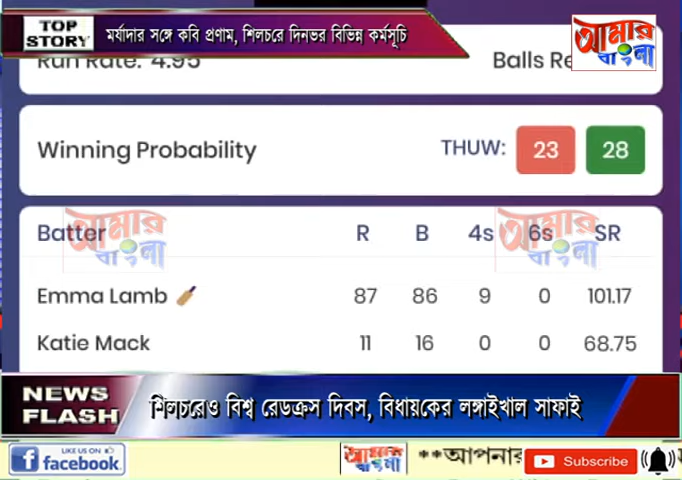 TOP STORY
মর্যাদার সঙ্গে কবি প্রণাম, শিলচরে দিনভর বিভিন্ন কর্মসূচি
আমার বাংলা
Run Rate: 4.95
Balls Re
Winning Probability THUW: 23 28
আমার বাংলা আমার বাংলা
Batter R B 4s 6s SR
Emma Lamb 87 86 9 0 101.17
Katie Mack 11 16 0 0 68.75
NEWS FLASH
শিলচরেও বিশ্ব রেডক্রস দিবস, বিধায়কের লঙ্গাইখাল সাফাই
LIKE US ON
facebook.
আমার বাংলা
**আপনার
Subscribe